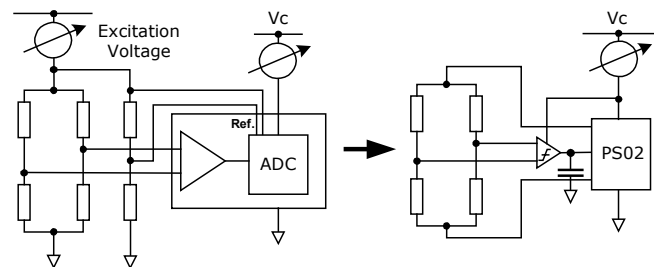 Excitation
Voltage
Vc
Ref.
ADC
Vc
PS02